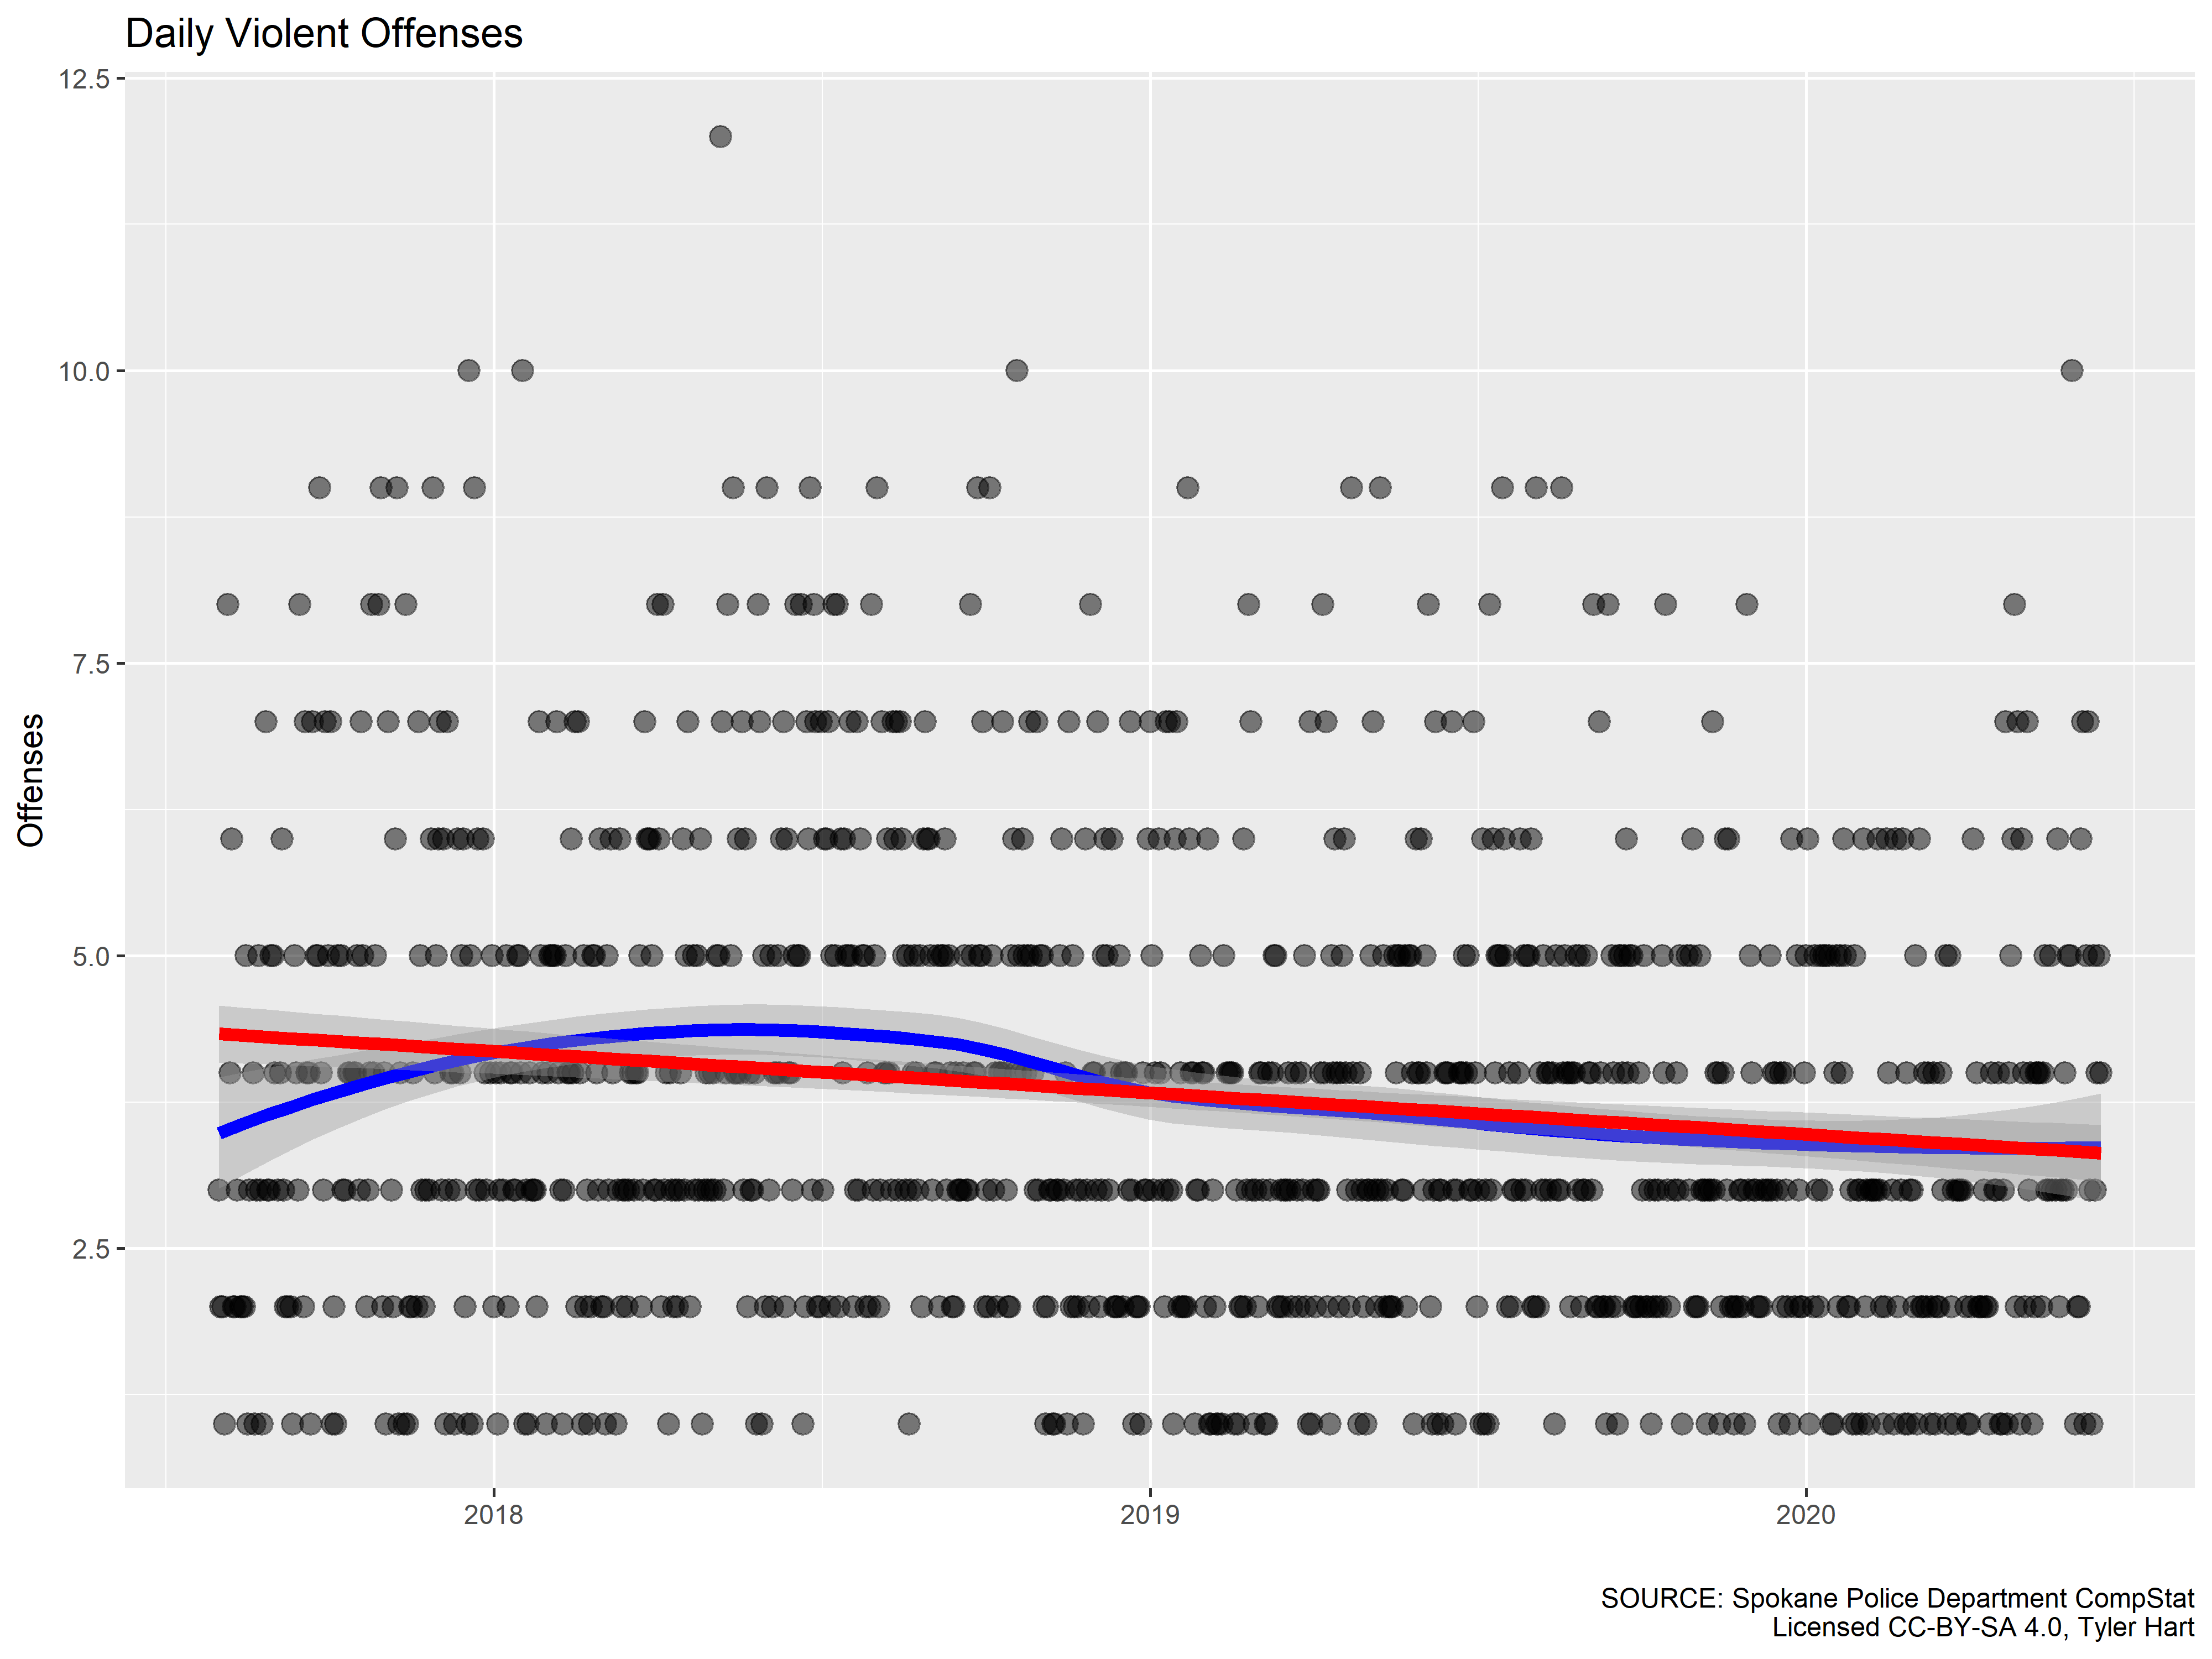 Daily Violent Offenses
12.5
10.0
7.5
5.0
2.5
Offenses
2018
2019
2020
SOURCE: Spokane Police Department CompStat
Licensed CC-BY-SA 4.0, Tyler Hart